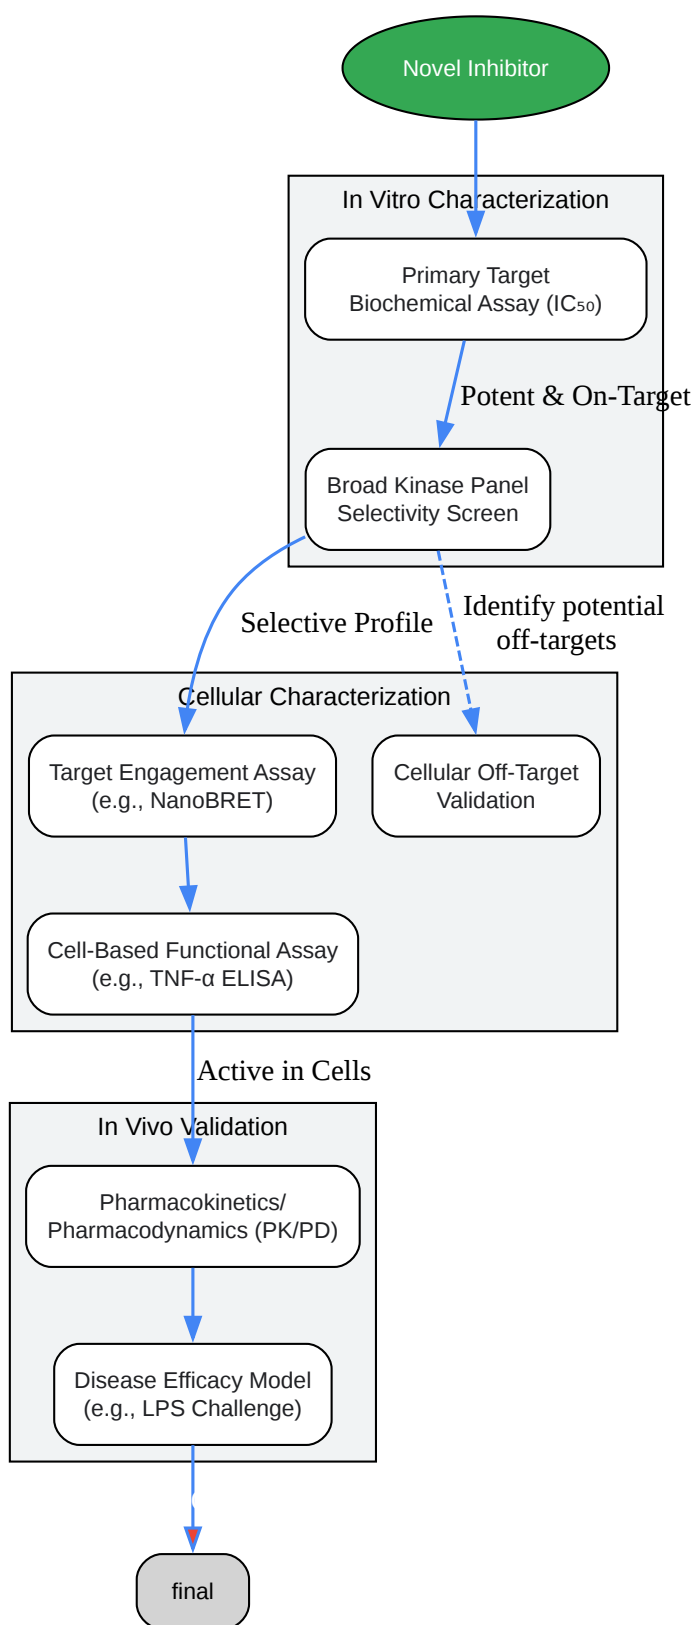 Novel Inhibitor
In Vitro Characterization
Primary Target
Biochemical Assay (IC₅₀)
Potent & On-Target
Broad Kinase Panel
Selectivity Screen
Selective Profile
Identify potential
off-targets
Cellular Characterization
Target Engagement Assay
(e.g., NanoBRET)
Cellular Off-Target
Validation
Cell-Based Functional Assay
(e.g., TNF-α ELISA)
Active in Cells
In Vivo Validation
Pharmacokinetics/
Pharmacodynamics (PK/PD)
Disease Efficacy Model
(e.g., LPS Challenge)
final